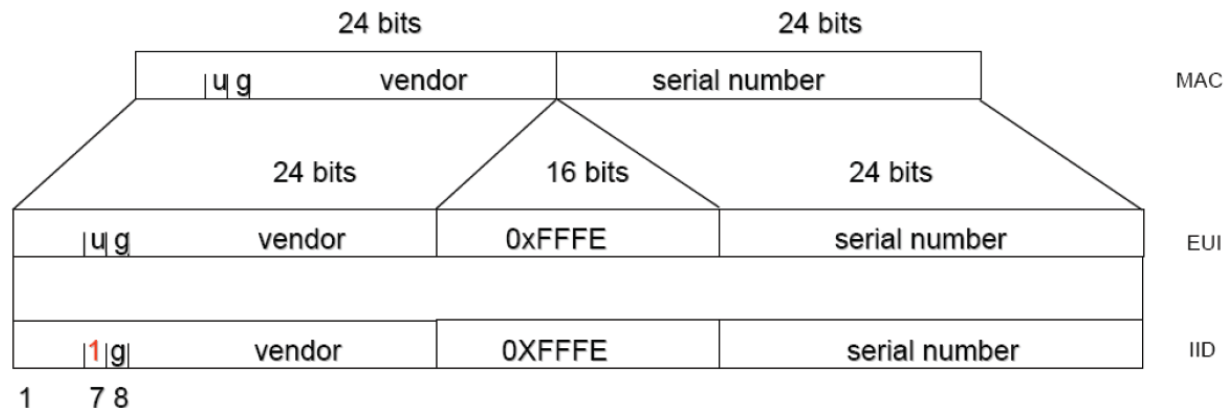 24 bits 24 bits
u g vendor serial number MAC
24 bits 16 bits 24 bits
u g vendor 0xFFFE serial number EUI
1 g vendor 0XFFFE serial number IID
1 7 8